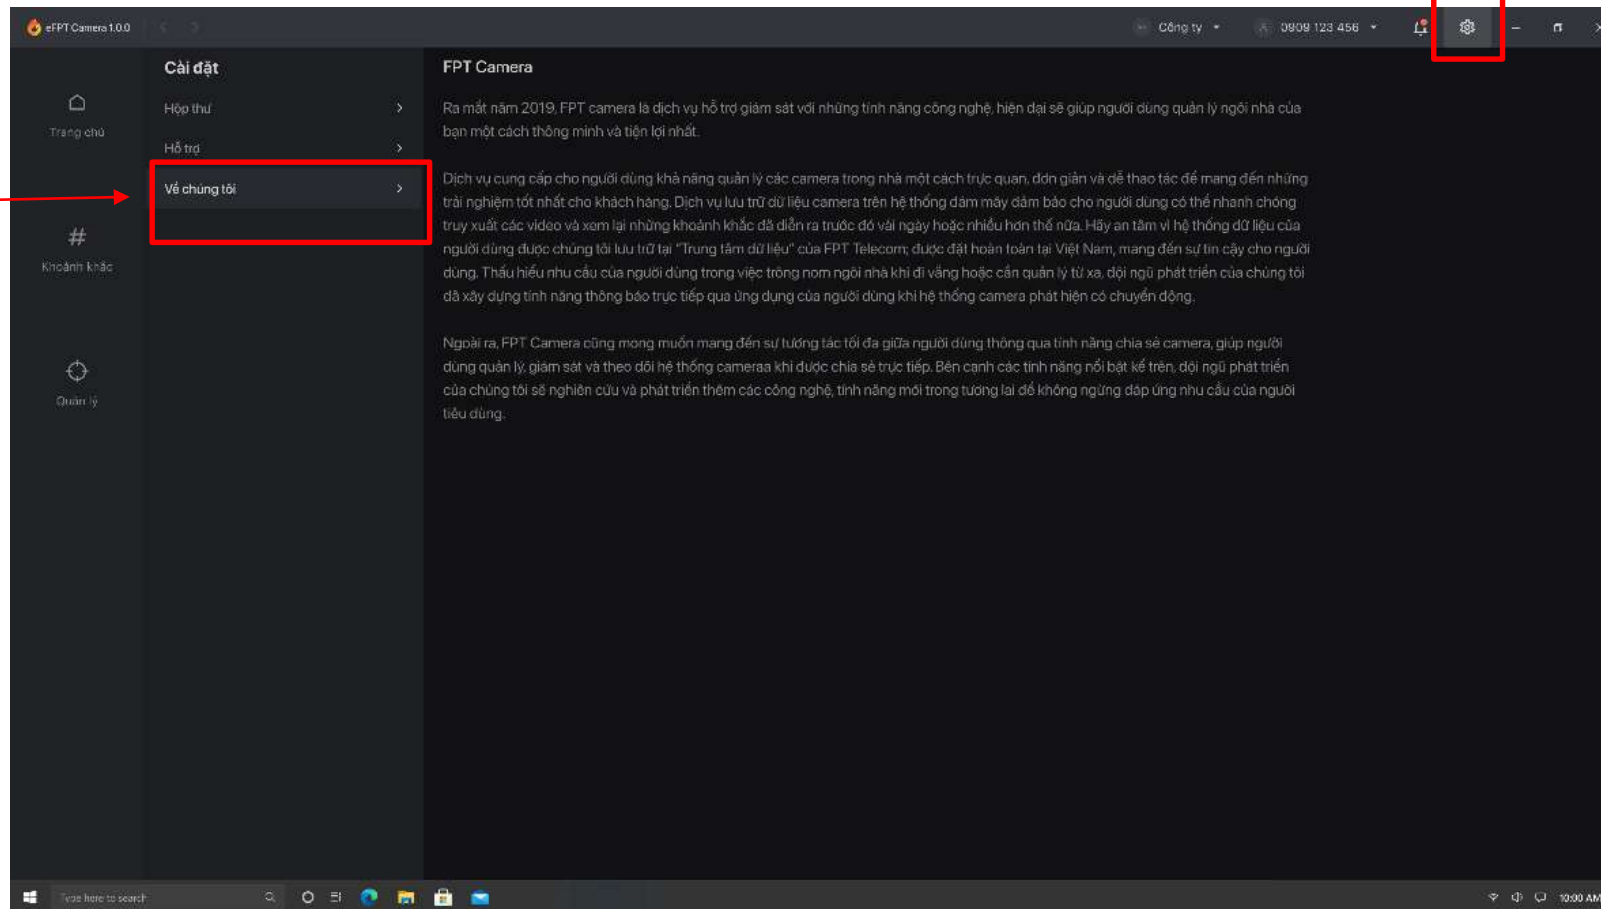 eFPT Camera 1.0.0
Công ty
0909 123 456
Cài đặt
FPT Camera
Trang chủ
Hộp thư
Hỗ trợ
Về chúng tôi
Khoảnh khắc
Quản lý
Ra mắt năm 2019, FPT camera là dịch vụ hỗ trợ giám sát với những tính năng công nghệ, hiện đại sẽ giúp người dùng quản lý ngôi nhà của
bạn một cách thông minh và tiện lợi nhất.
Dịch vụ cung cấp cho người dùng khả năng quản lý các camera trong nhà một cách trực quan, đơn giản và dễ thao tác để mang đến những
trải nghiệm tốt nhất cho khách hàng. Dịch vụ lưu trữ dữ liệu camera trên hệ thống đám mây đảm bảo cho người dùng có thể nhanh chóng
truy xuất các video và xem lại những khoảnh khắc đã diễn ra trước đó vài ngày hoặc nhiều hơn thế nữa. Hãy an tâm vì hệ thống dữ liệu của
người dùng được chúng tôi lưu trữ tại "Trung tâm dữ liệu" của FPT Telecom; được đặt hoàn toàn tại Việt Nam, mang đến sự tin cậy cho người
dùng. Thấu hiểu nhu cầu của người dùng trong việc trông nom ngôi nhà khi đi vắng hoặc cần quản lý từ xa, đội ngũ phát triển của chúng tôi
đã xây dựng tính năng thông báo trực tiếp qua ứng dụng của người dùng khi hệ thống camera phát hiện có chuyển động.
Ngoài ra, FPT Camera cũng mong muốn mang đến sự tương tác tối đa giữa người dùng thông qua tính năng chia sẻ camera, giúp người
dùng quản lý, giám sát và theo dõi hệ thống cameraa khi được chia sẻ trực tiếp. Bên cạnh các tính năng nổi bật kể trên, đội ngũ phát triển
của chúng tôi sẽ nghiên cứu và phát triển thêm các công nghệ, tính năng mới trong tương lai để không ngừng đáp ứng nhu cầu của người
tiêu dùng.
Type here to search
10:00 AM